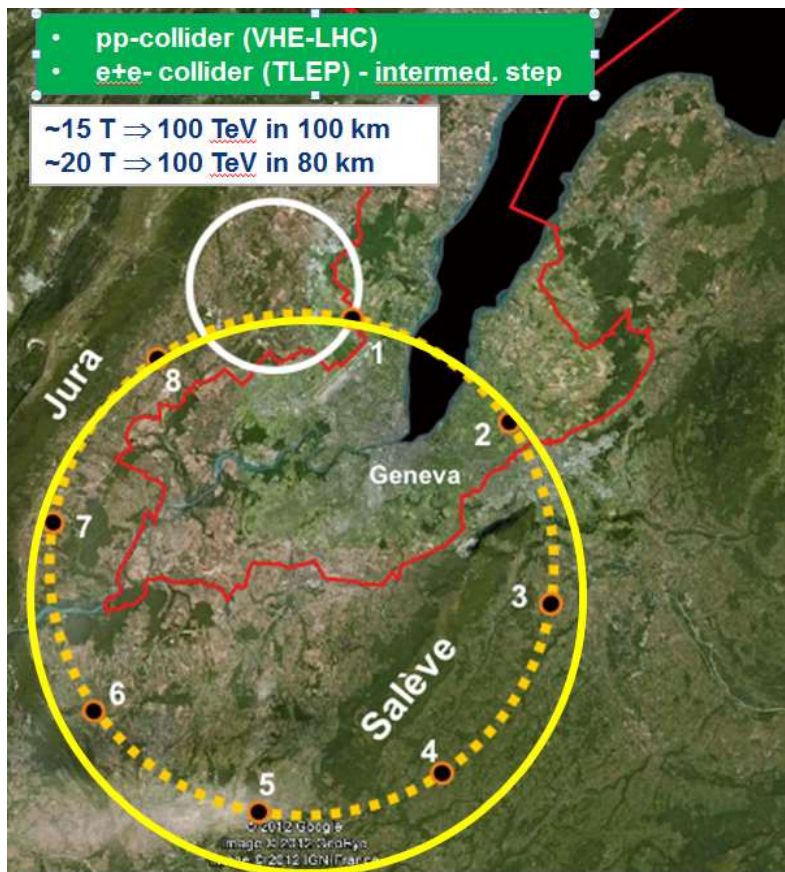 • pp-collider (VHE-LHC)
• e+e- collider (TLEP) - intermed. step
~15 T ⇒ 100 TeV in 100 km
~20 T ⇒ 100 TeV in 80 km
1
8
Jura
2
Geneva
7
3
Salève
6
4
5
© 2012 Google
Image © 2012 GeoEye
Image © 2012 IGN France